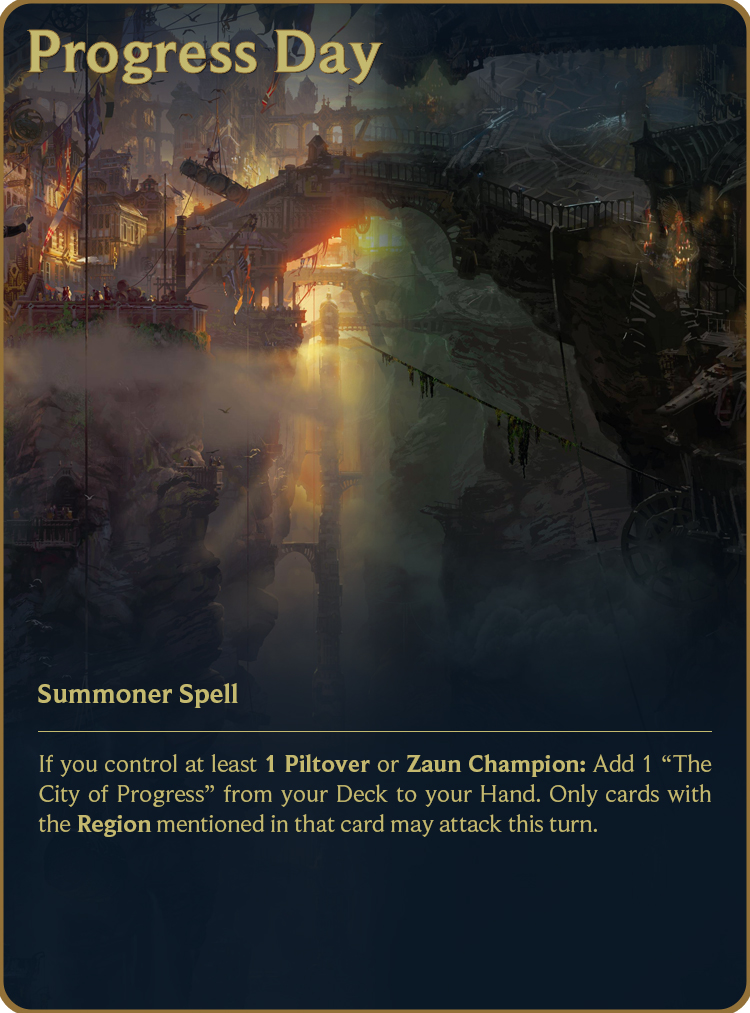 Progress Day
Summoner Spell
If you control at least 1 Piltover or Zaun Champion: Add 1 “The
City of Progress” from your Deck to your Hand. Only cards with
the Region mentioned in that card may attack this turn.